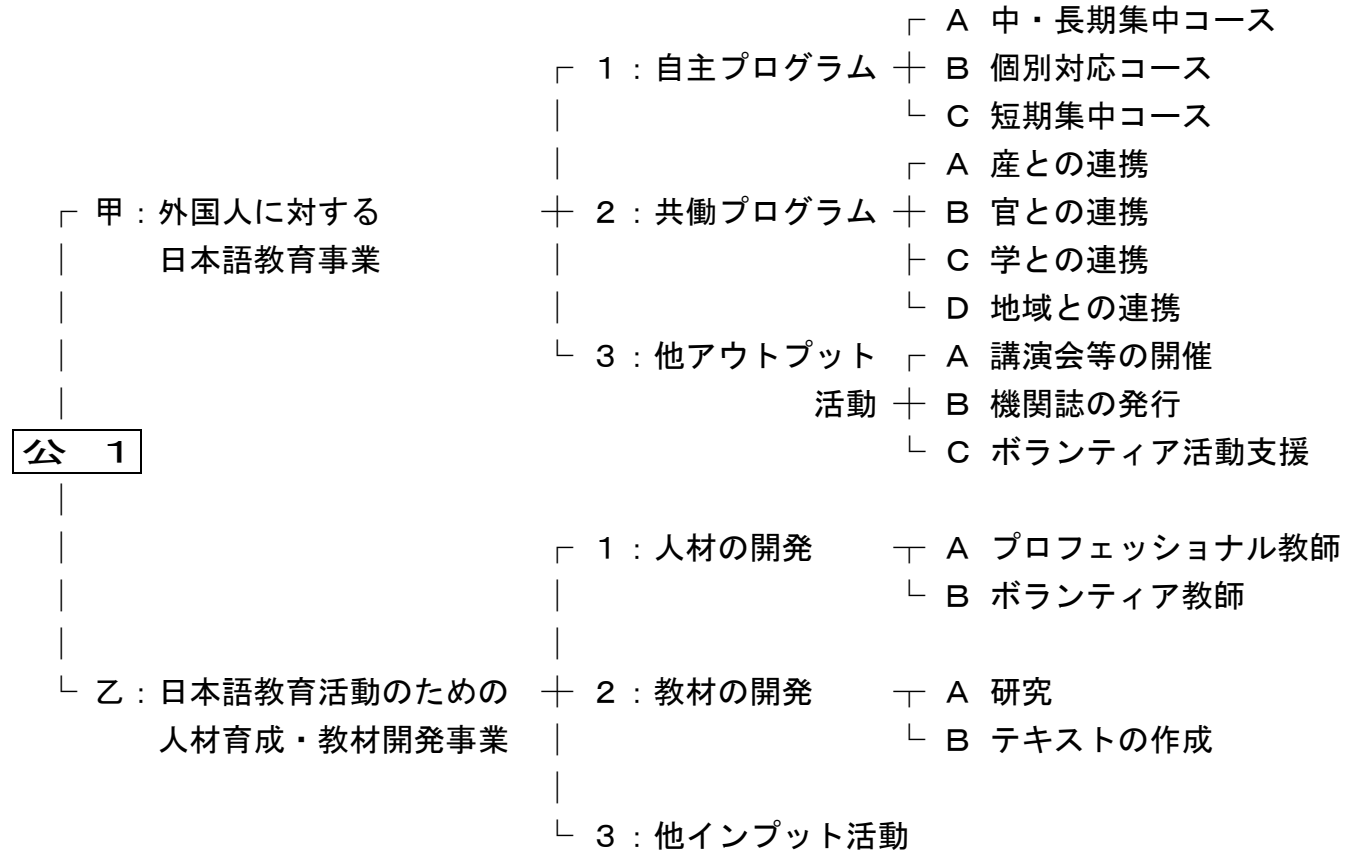 A 中・長期集中コース
1:自主プログラム B 個別対応コース
C 短期集中コース
A 産との連携
甲:外国人に対する 2:共働プログラム B 官との連携
日本語教育事業 C 学との連携
D 地域との連携
3:他アウトプット A 講演会等の開催
活動 B 機関誌の発行
公 1 C ボランティア活動支援
1:人材の開発 A プロフェッショナル教師
B ボランティア教師
乙:日本語教育活動のための 2:教材の開発 A 研究
人材育成・教材開発事業 B テキストの作成
3:他インプット活動